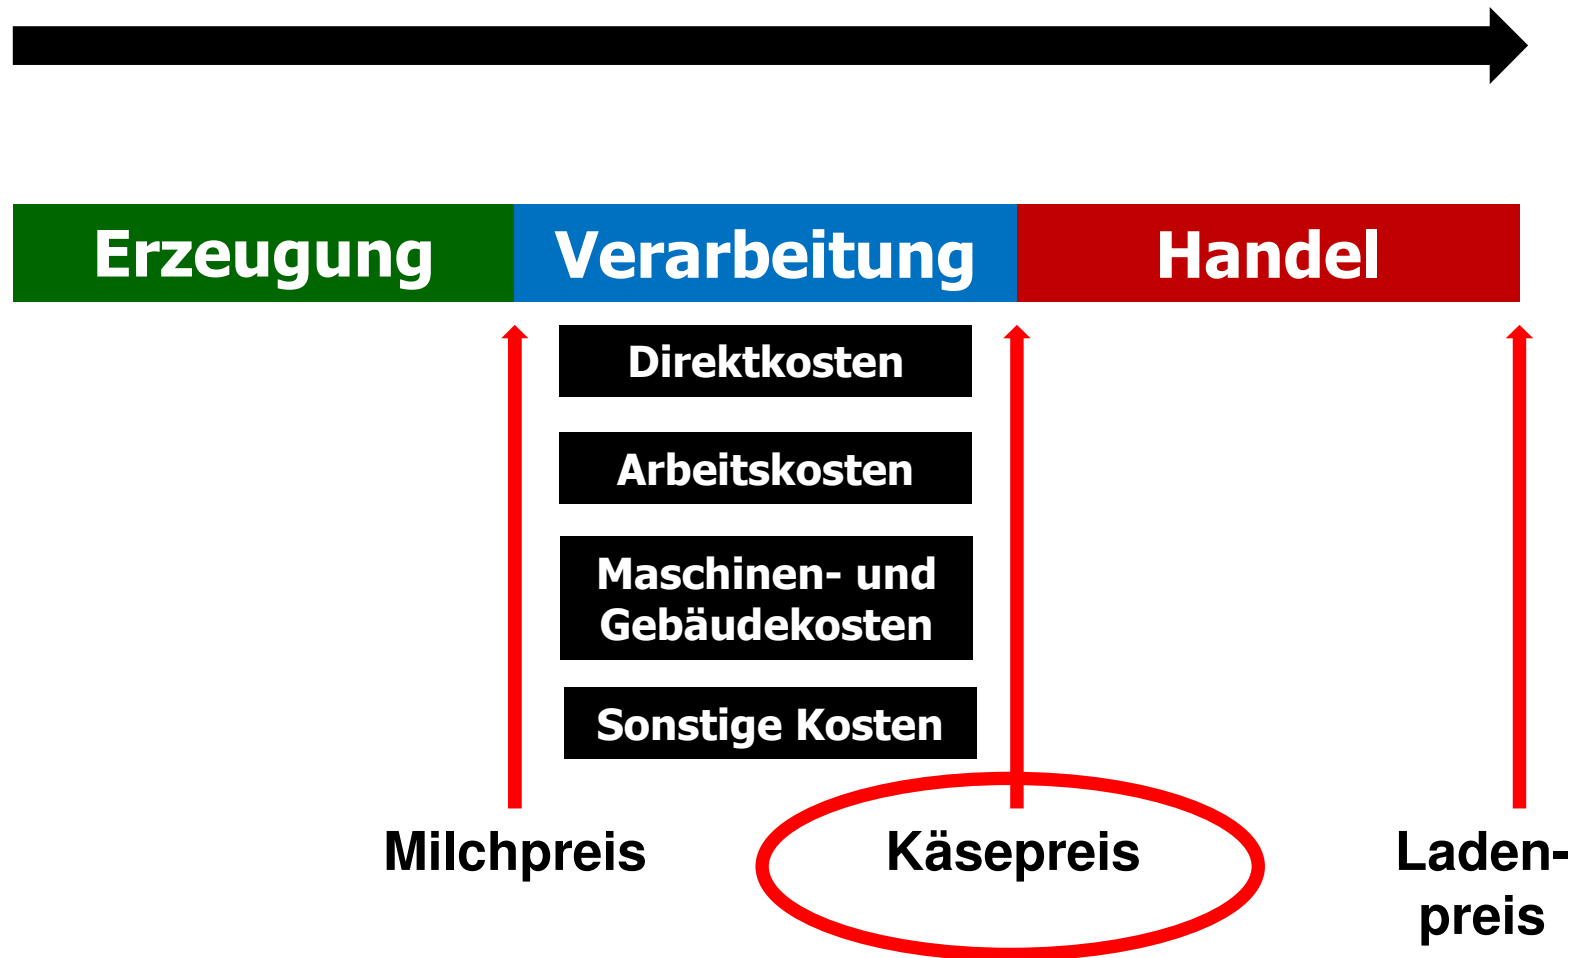 Erzeugung
Verarbeitung
Handel
Direktkosten
Arbeitskosten
Maschinen- und
Gebäudekosten
Sonstige Kosten
Milchpreis
Käsepreis
Laden-
preis